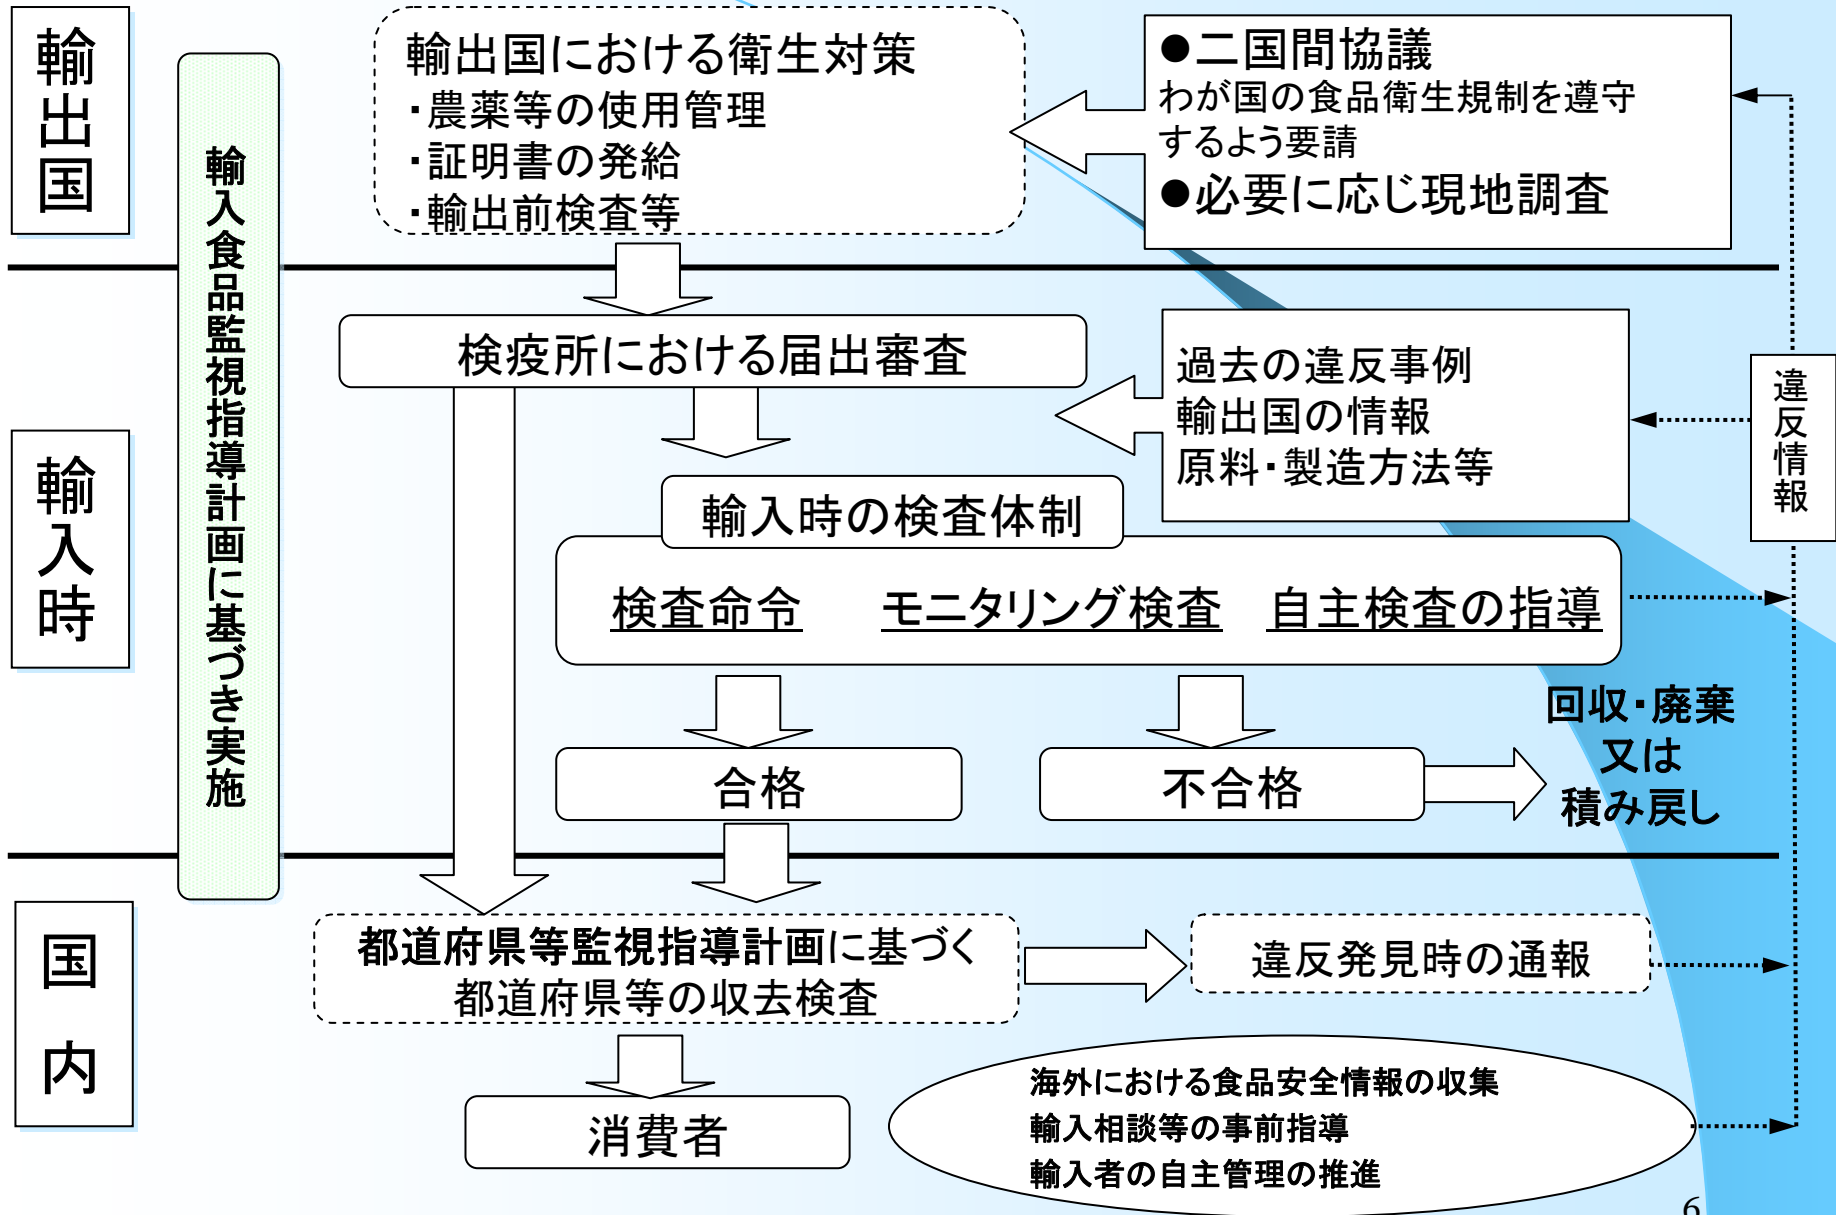 輸出国
輸入食品監視指導計画に基づき実施
輸出国における衛生対策
・農薬等の使用管理
・証明書の発給
・輸出前検査等
●二国間協議
わが国の食品衛生規制を遵守
するよう要請
●必要に応じ現地調査
輸入時
検疫所における届出審査
過去の違反事例
輸出国の情報
原料・製造方法等
違反情報
輸入時の検査体制
検査命令 モニタリング検査 自主検査の指導
合格
不合格
回収・廃棄
又は
積み戻し
国内
都道府県等監視指導計画に基づく
都道府県等の収去検査
違反発見時の通報
消費者
海外における食品安全情報の収集
輸入相談等の事前指導
輸入者の自主管理の推進
6